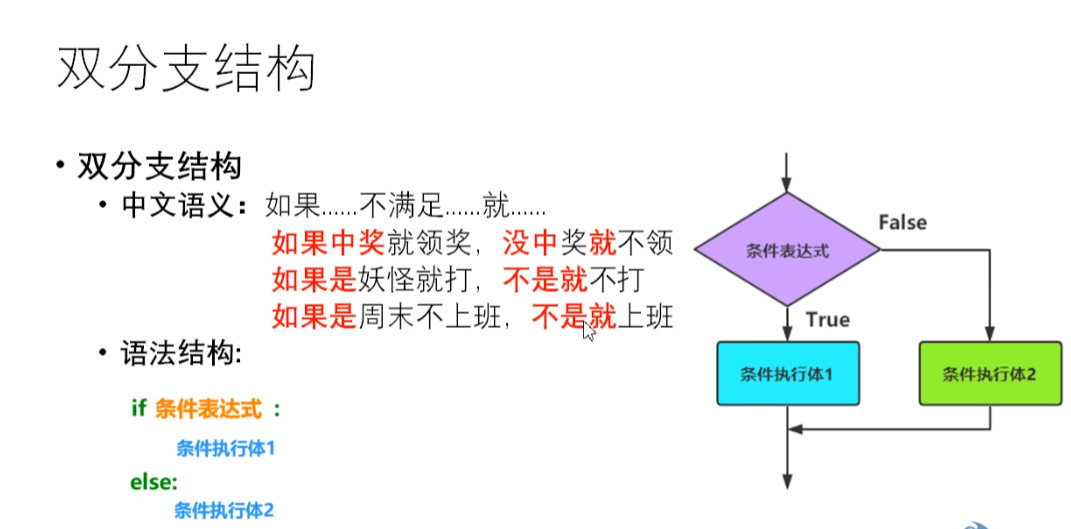 双分支结构
• 双分支结构
• 中文语义：如果......不满足......就......
如果中奖就领奖，没中奖就不领
如果是妖怪就打，不是就不打
如果是周末不上班，不是就上班
• 语法结构:
if 条件表达式：
条件执行体1
else:
条件执行体2
条件表达式
False
True
条件执行体1
条件执行体2